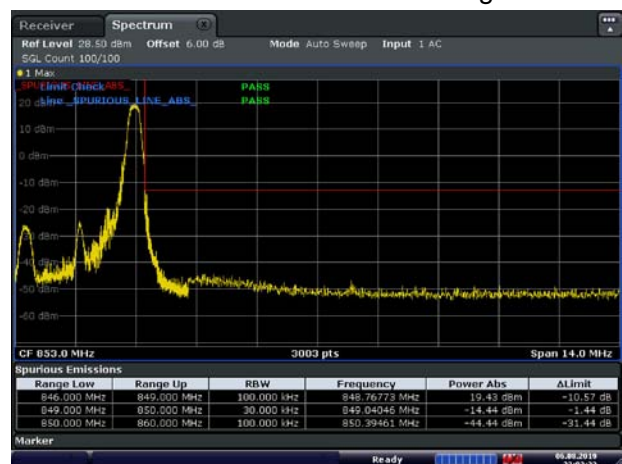 Receiver Spectrum
Ref Level 28.50 dBm Offset 6.00 dB Mode Auto Sweep Input 1 AC
SGL Count 100/100
1 Max
Limit Check PASS
20 dBm Line _SPURIOUS_LINE_ABS_ PASS
10 dBm
0 dBm
-10 dBm
-20 dBm
-40 dBm
-50 dBm
-60 dBm
CF 853.0 MHz 3003 pts Span 14.0 MHz
Spurious Emissions
Range Low Range Up RBW Frequency Power Abs ΔLimit
846.000 MHz 849.000 MHz 100.000 kHz 848.76773 MHz 19.43 dBm -10.57 dB
849.000 MHz 850.000 MHz 30.000 kHz 849.04046 MHz -14.44 dBm -1.44 dB
850.000 MHz 860.000 MHz 100.000 kHz 850.39461 MHz -44.44 dBm -31.44 dB
Marker
Ready 06.08.2019